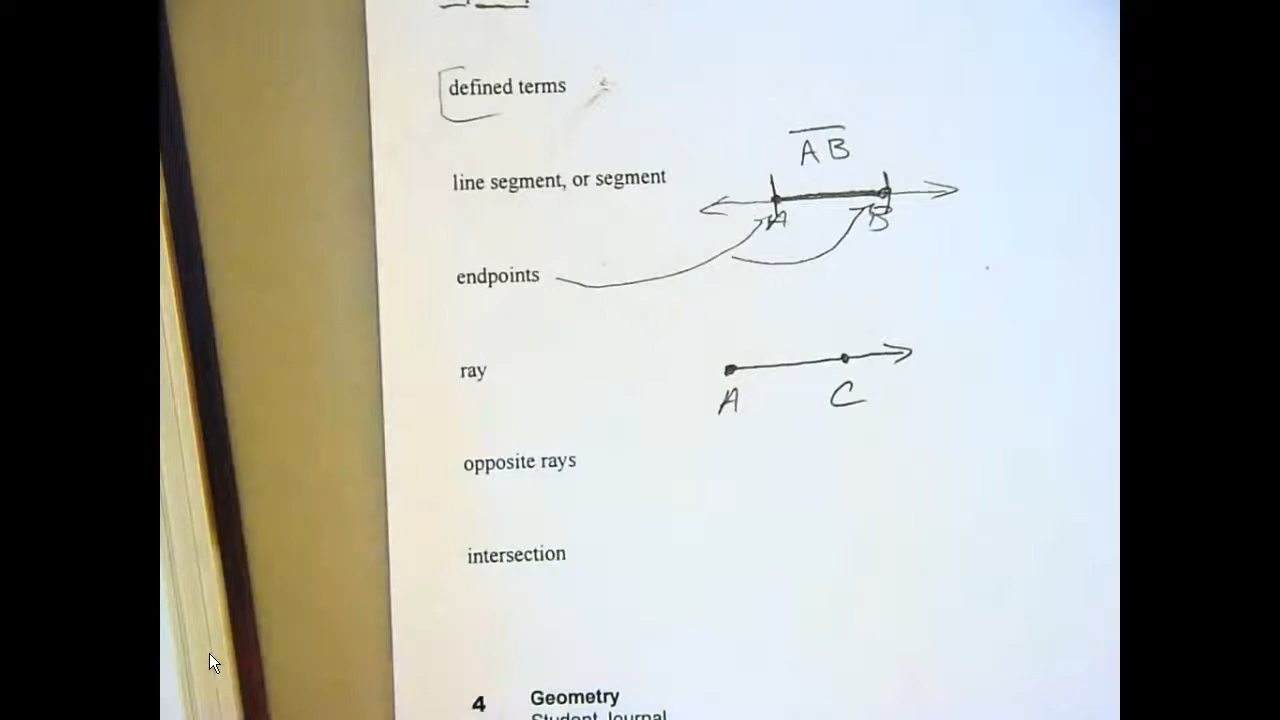 defined terms
AB
line segment, or segment
A B
endpoints
ray
A C
opposite rays
intersection
4 Geometry
Student Journal